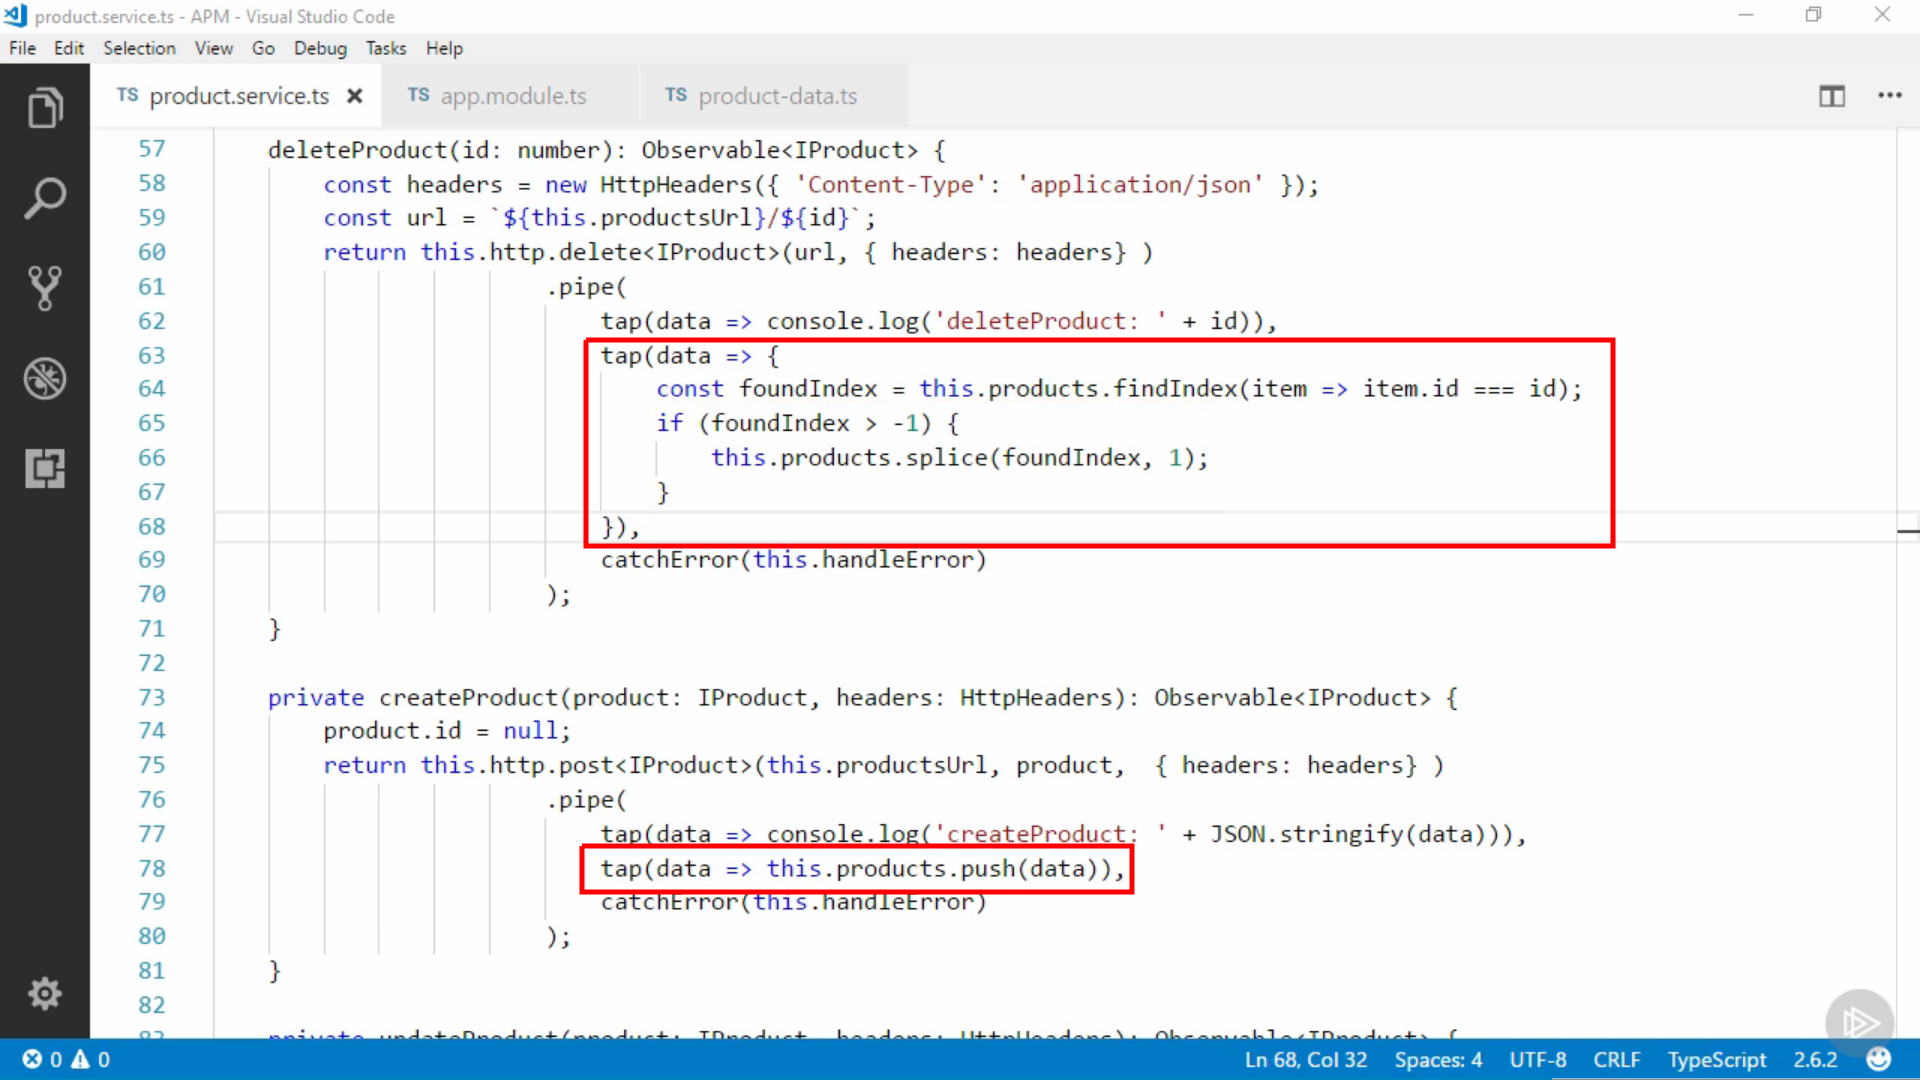 product.service.ts - APM - Visual Studio Code
File Edit Selection View Go Debug Tasks Help
TS product.service.ts TS app.module.ts TS product-data.ts
57 deleteProduct(id: number): Observable<IProduct> {
58 const headers = new HttpHeaders({ 'Content-Type': 'application/json' });
59 const url = `${this.productsUrl}/${id}`;
60 return this.http.delete<IProduct>(url, { headers: headers} )
61 .pipe(
62 tap(data => console.log('deleteProduct: ' + id)),
63 tap(data => {
64 const foundIndex = this.products.findIndex(item => item.id === id);
65 if (foundIndex > -1) {
66 this.products.splice(foundIndex, 1);
67 }
68 }),
69 catchError(this.handleError)
70 );
71 }
72
73 private createProduct(product: IProduct, headers: HttpHeaders): Observable<IProduct> {
74 product.id = null;
75 return this.http.post<IProduct>(this.productsUrl, product,  { headers: headers} )
76 .pipe(
77 tap(data => console.log('createProduct: ' + JSON.stringify(data))),
78 tap(data => this.products.push(data)),
79 catchError(this.handleError)
80 );
81 }
82
83 private updateProduct(product: IProduct, headers: HttpHeaders): Observable<IProduct> {
0 0 Ln 68, Col 32 Spaces: 4 UTF-8 CRLF TypeScript 2.6.2